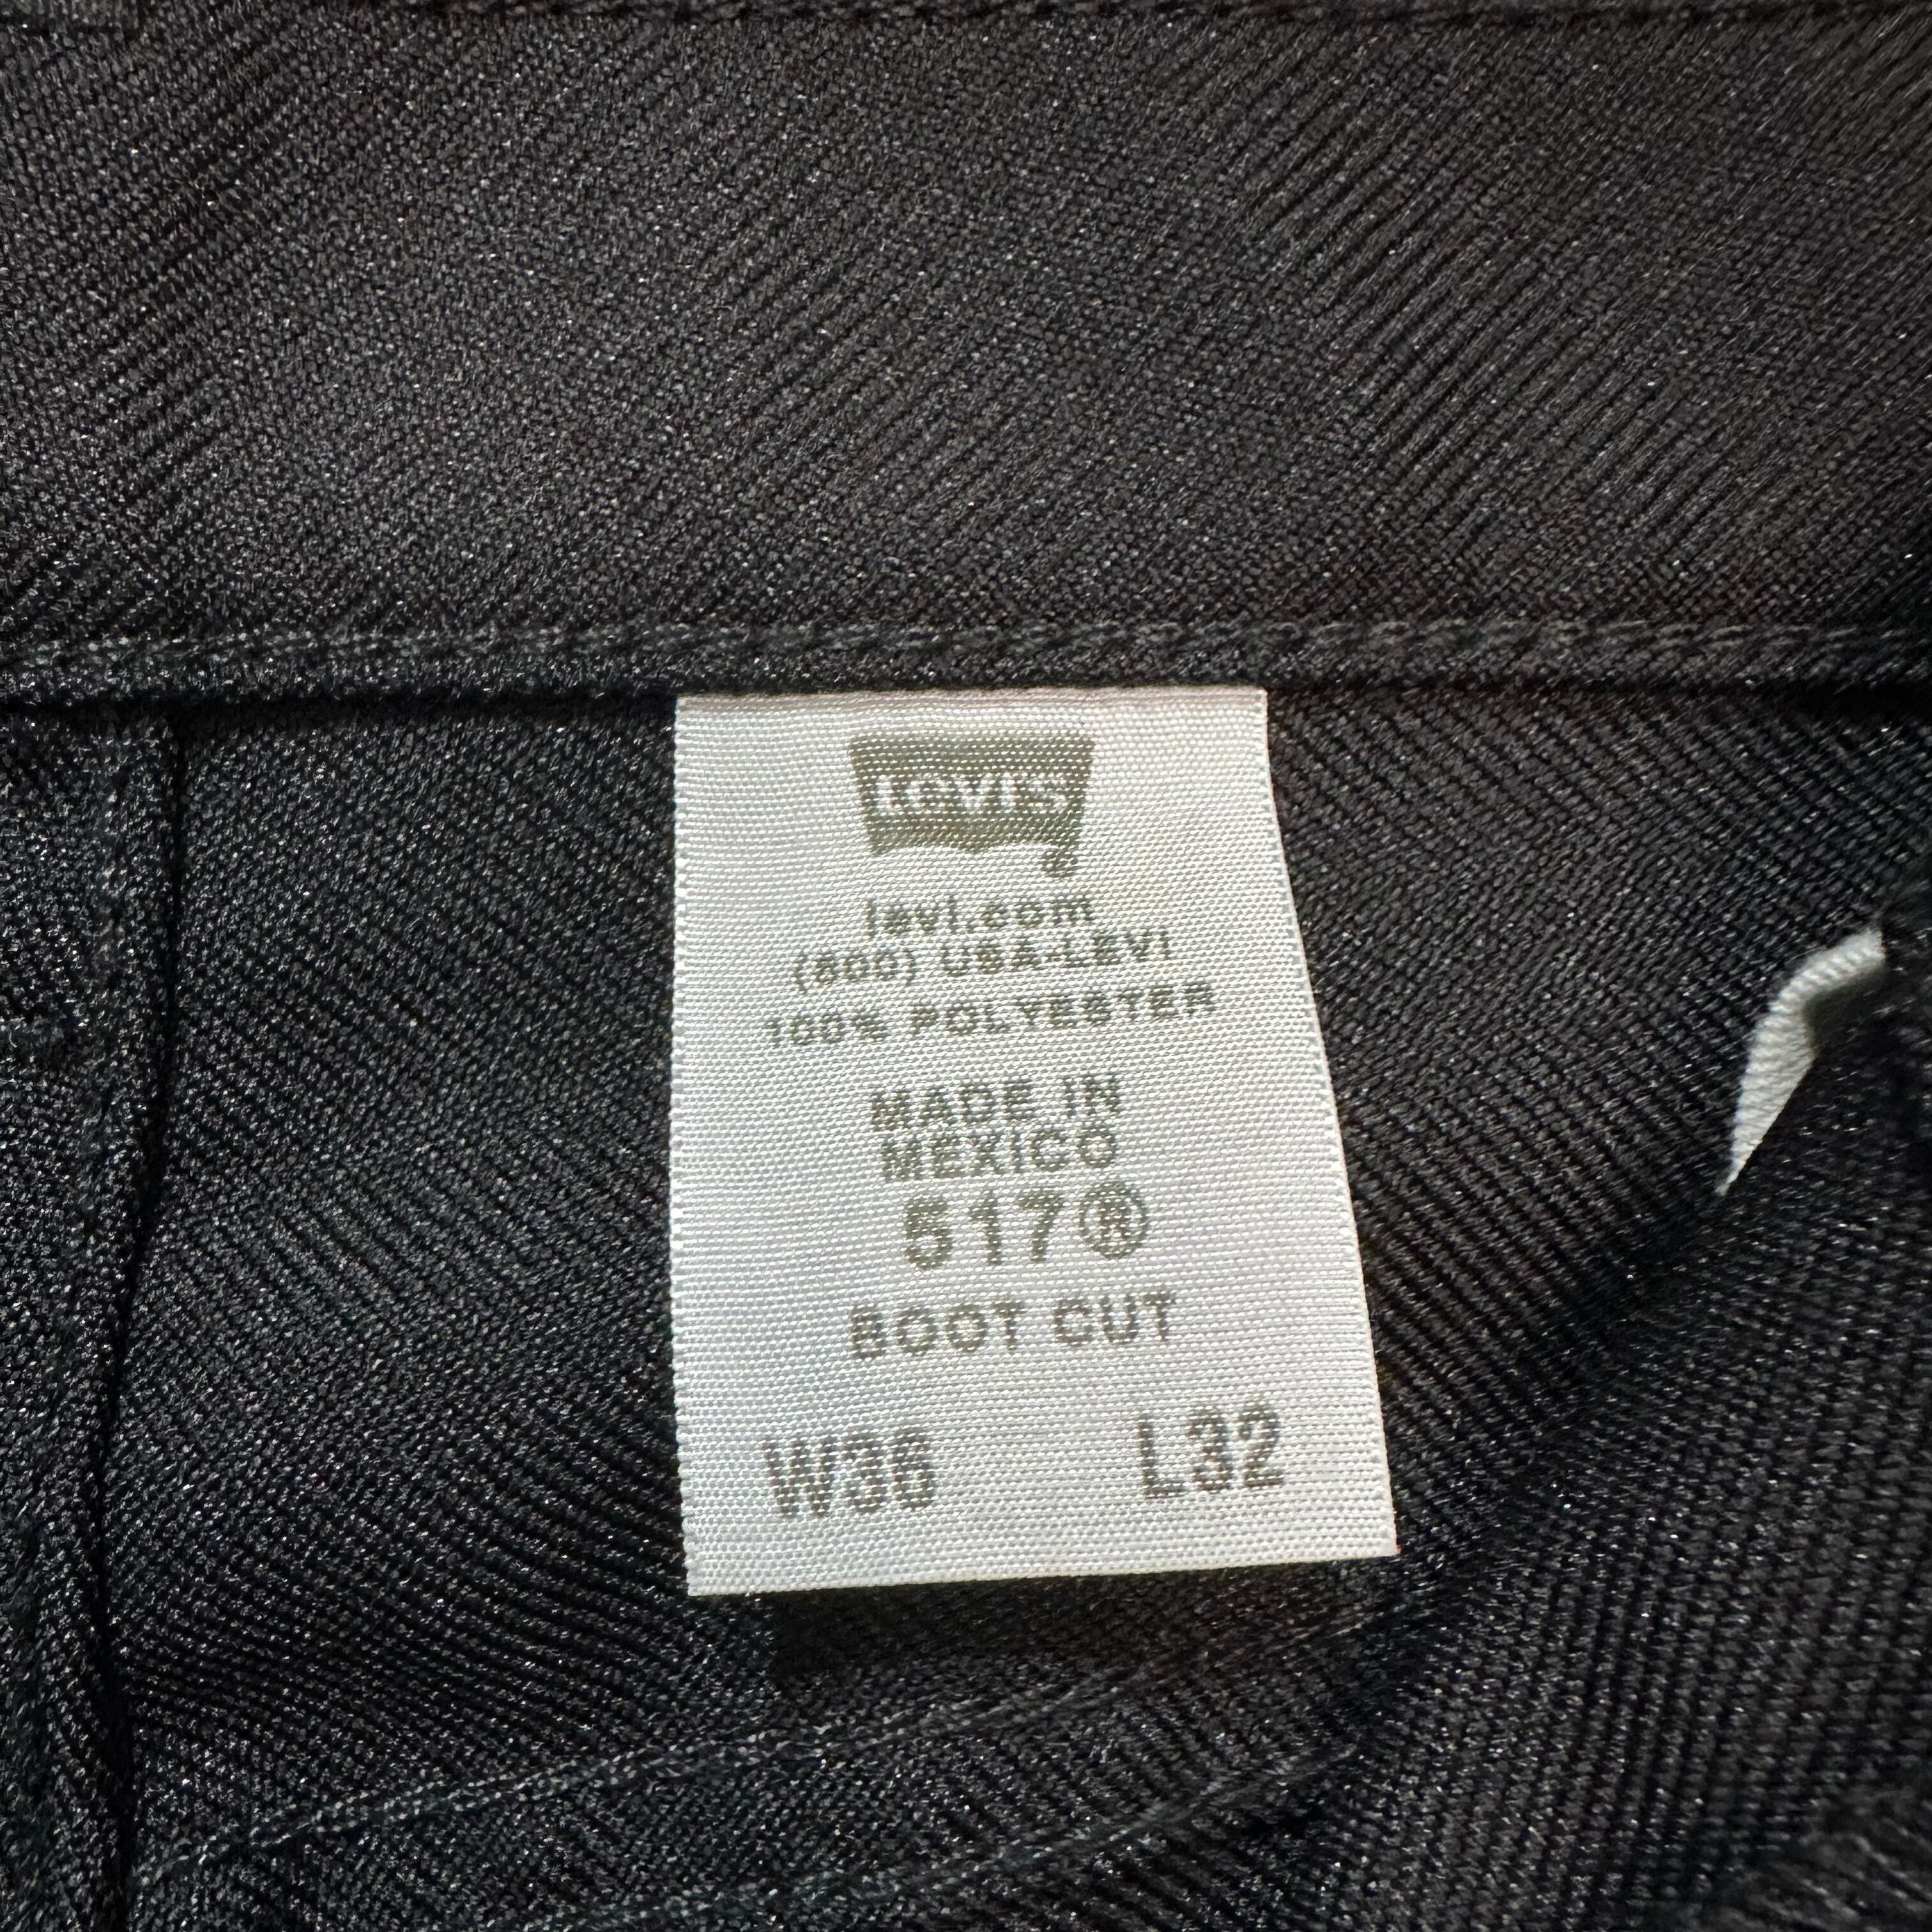 LEVI'S
®
levi.com
(800) USA-LEVI
100% POLYESTER
MADE IN
MEXICO
517®
BOOT CUT
W36 L32